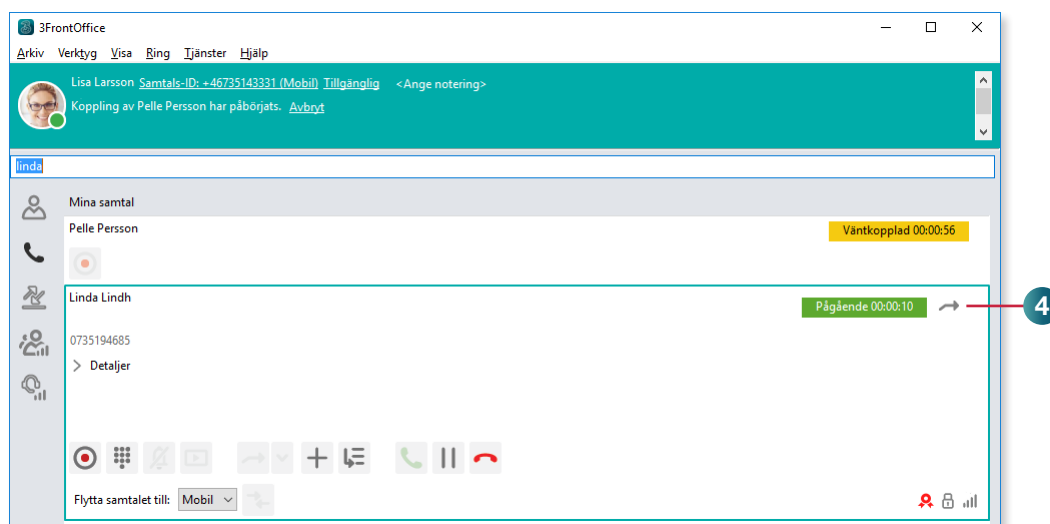 3FrontOffice
Arkiv Verktyg Visa Ring Tjänster Hjälp
Lisa Larsson Samtals-ID: +46735143331 (Mobil) Tillgänglig <Ange notering>
Koppling av Pelle Persson har påbörjats. Avbryt
linda
Mina samtal
Pelle Persson Väntkopplad 00:00:56
Linda Lindh Pågående 00:00:10 4
0735194685
Detaljer
Flytta samtalet till: Mobil